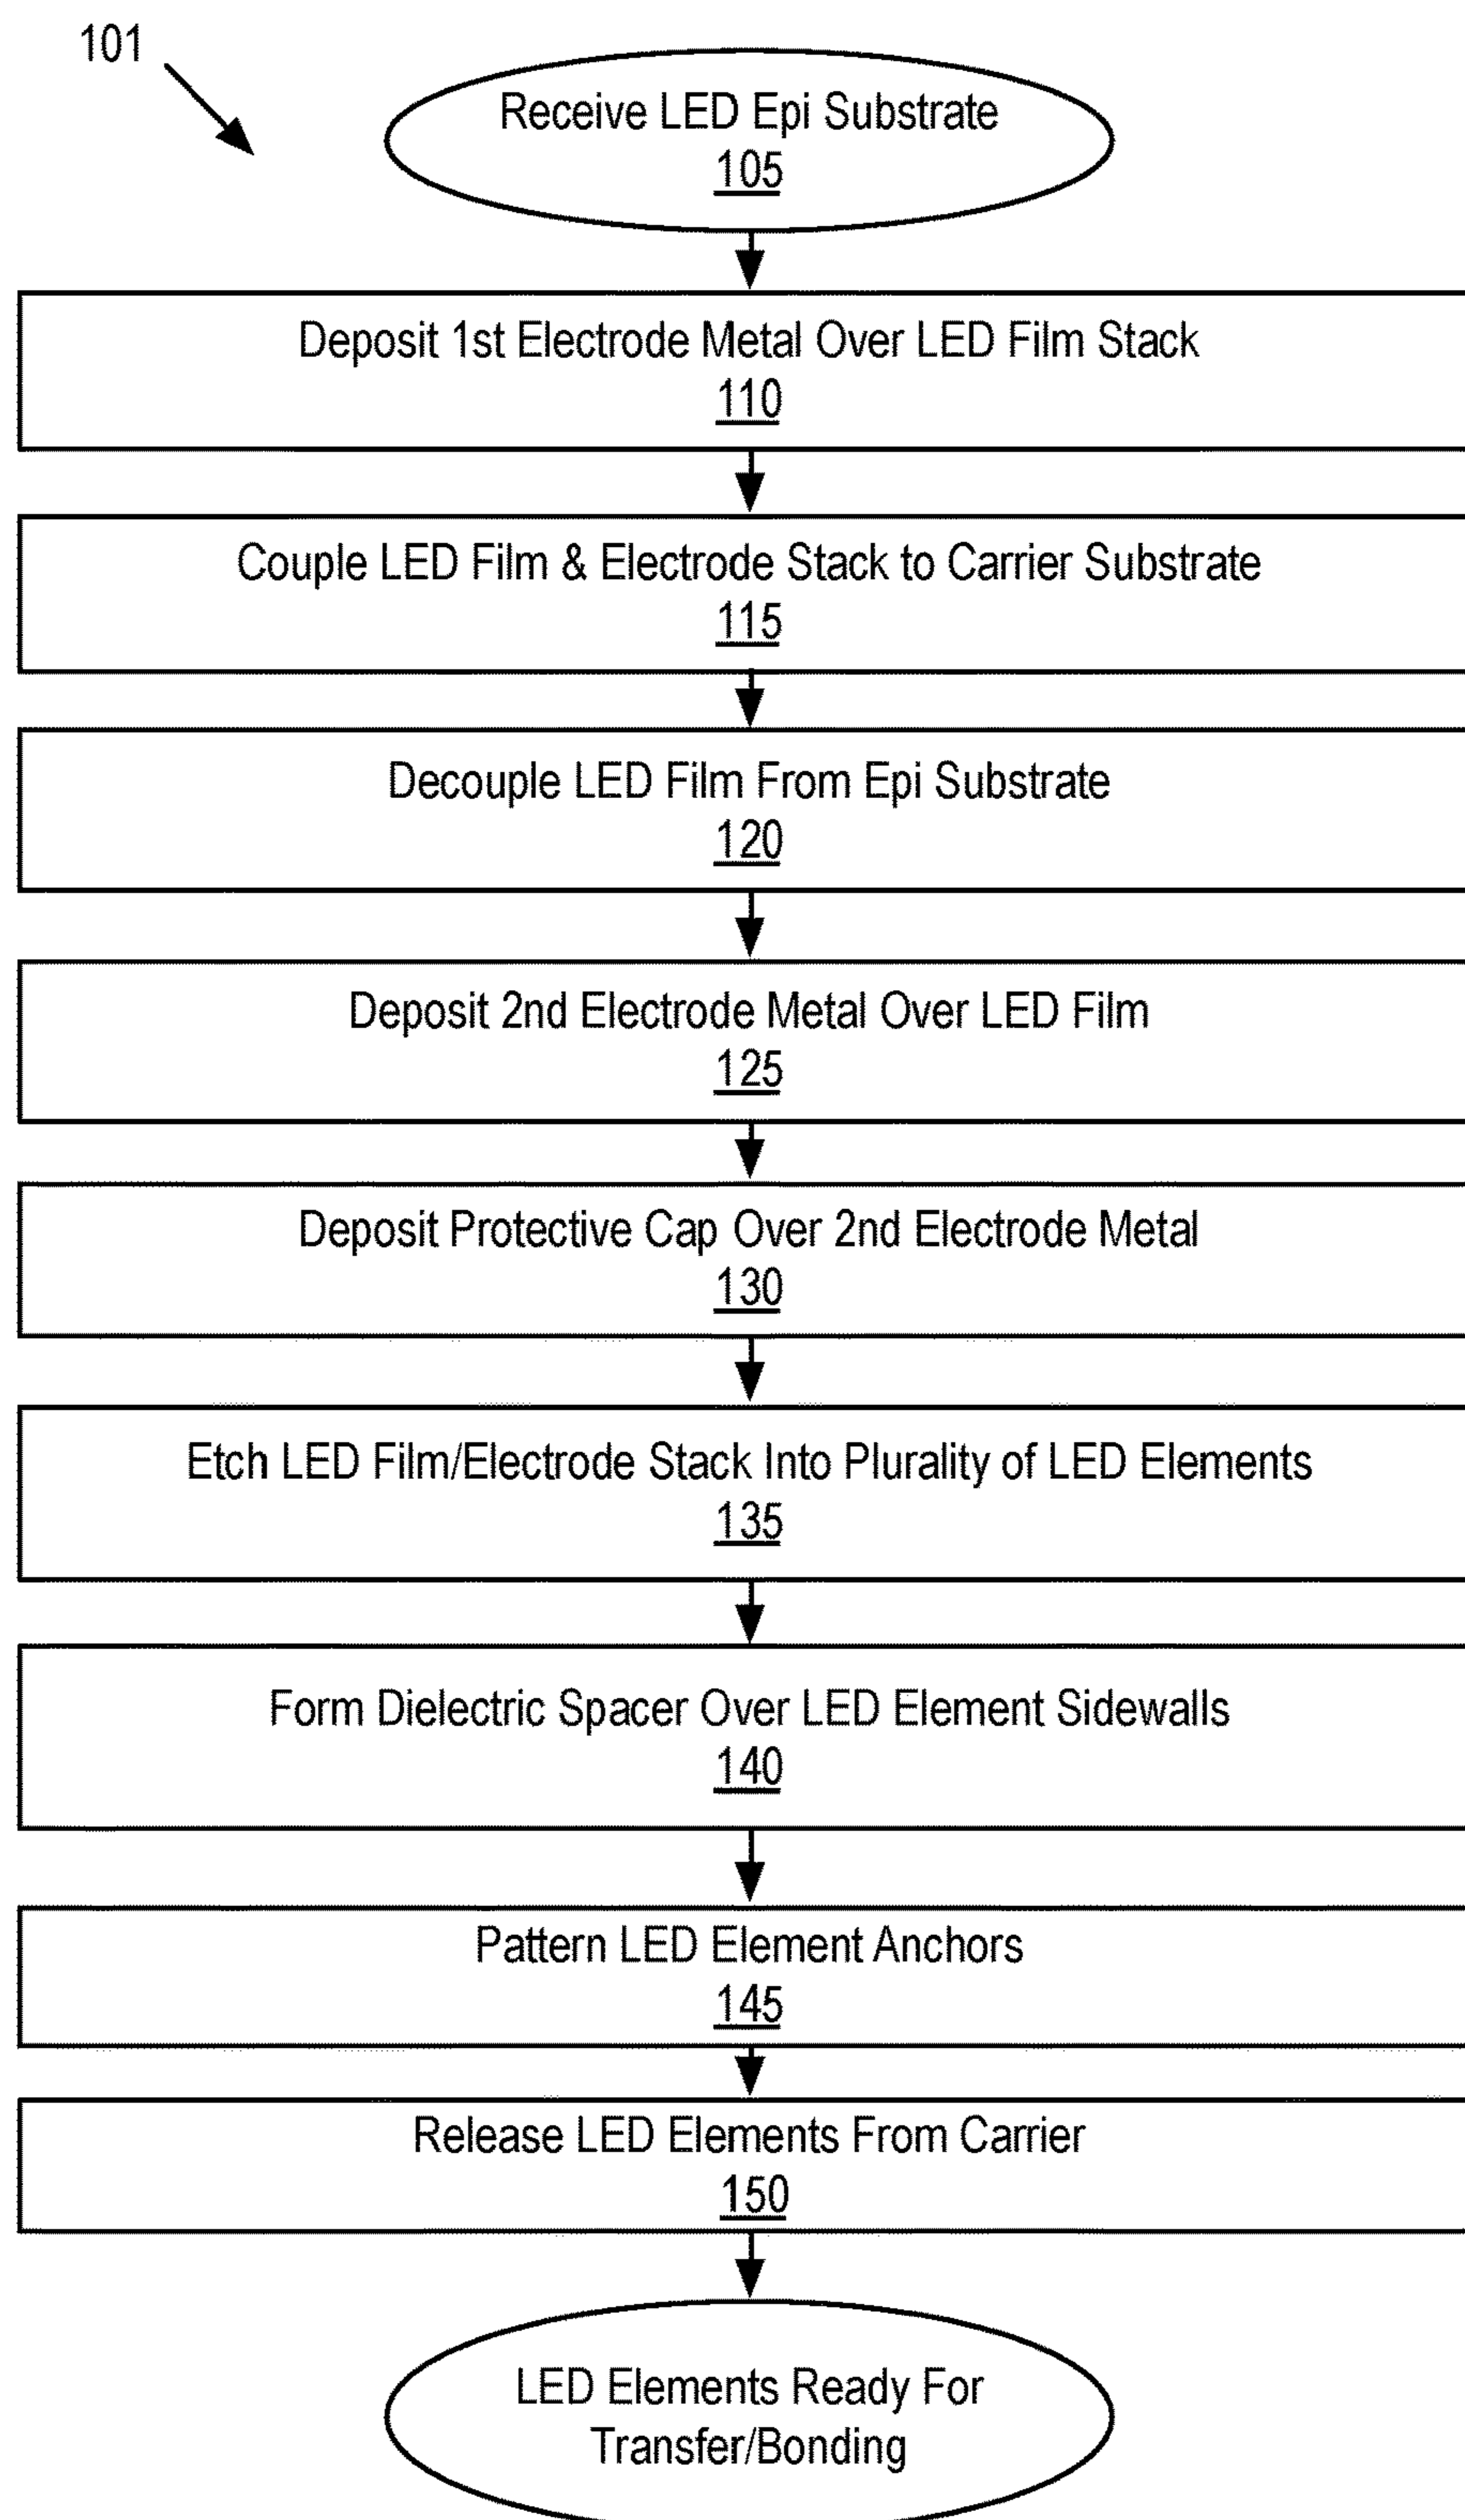 101
Receive LED Epi Substrate
105
Deposit 1st Electrode Metal Over LED Film Stack
110
Couple LED Film & Electrode Stack to Carrier Substrate
115
Decouple LED Film From Epi Substrate
120
Deposit 2nd Electrode Metal Over LED Film
125
Deposit Protective Cap Over 2nd Electrode Metal
130
Etch LED Film/Electrode Stack Into Plurality of LED Elements
135
Form Dielectric Spacer Over LED Element Sidewalls
140
Pattern LED Element Anchors
145
Release LED Elements From Carrier
150
LED Elements Ready For
Transfer/Bonding